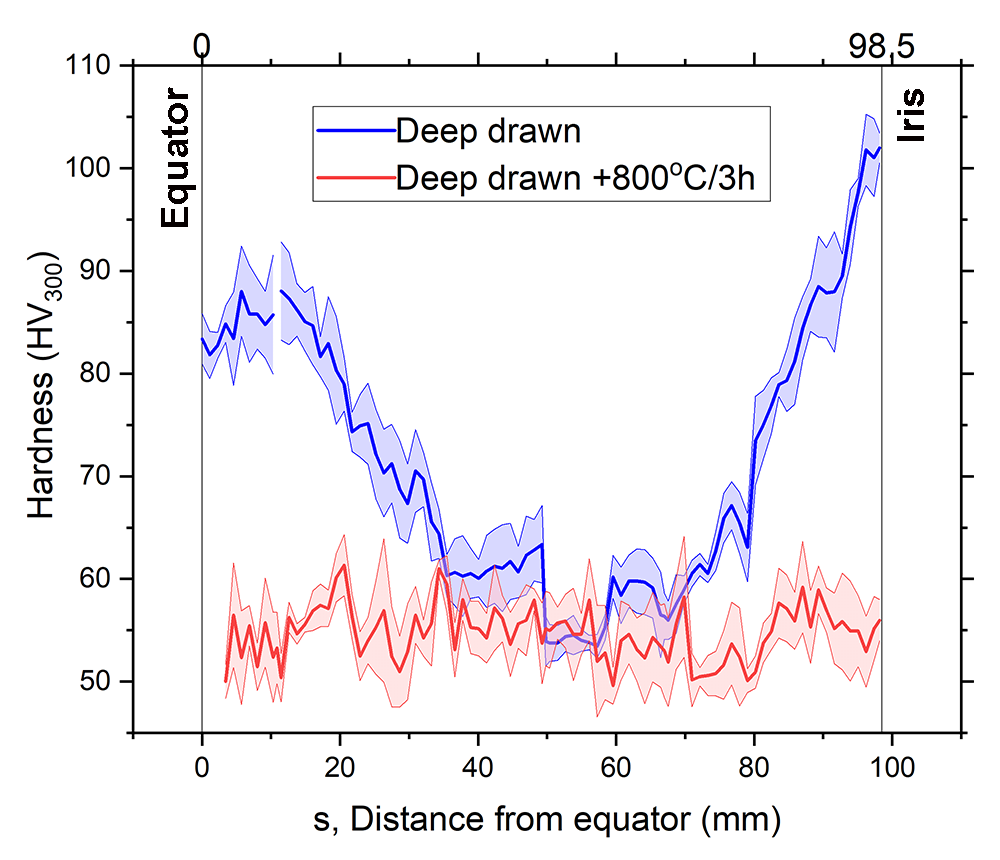 0 98.5
110
100
90
80
70
60
50
Hardness (HV300)
Equator
Iris
Deep drawn
Deep drawn +800°C/3h
0 20 40 60 80 100
s, Distance from equator (mm)